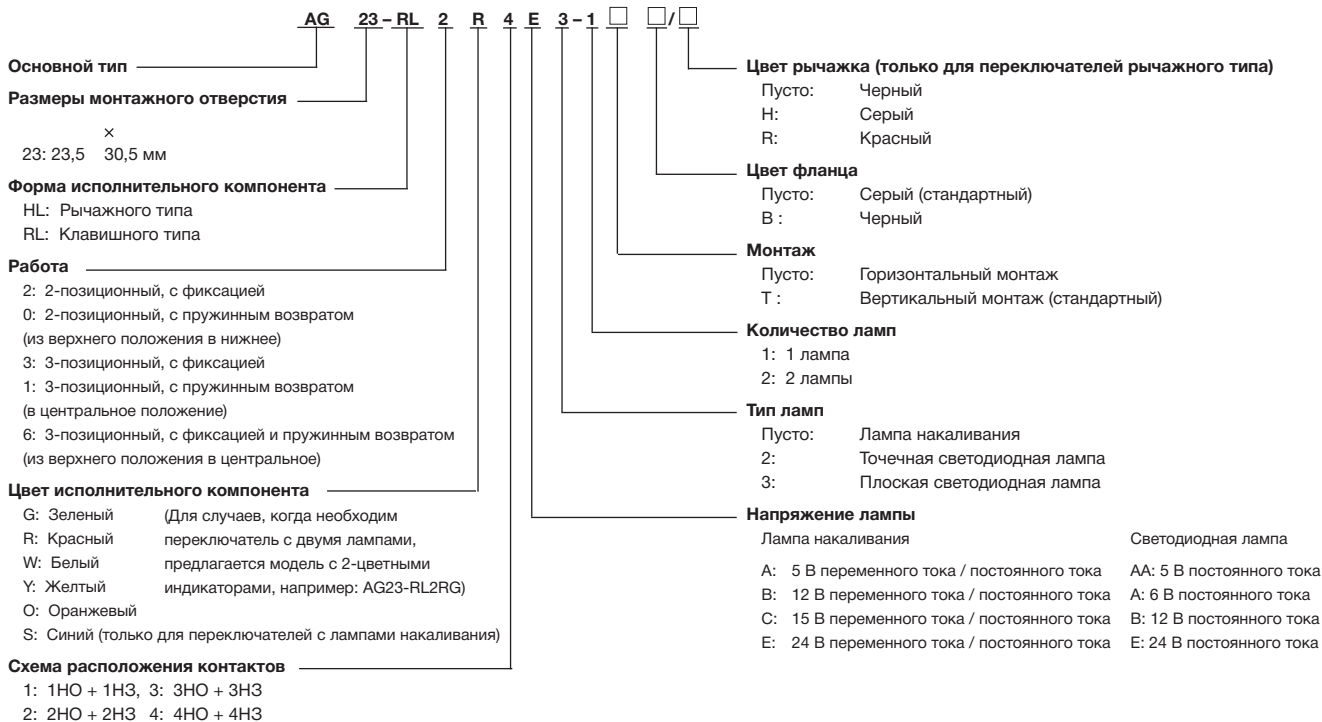 AG 23 – RL 2 R 4 E 3 – 1 □ □ / □
Основной тип
Размеры монтажного отверстия
×
23: 23,5 30,5 мм
Форма исполнительного компонента
HL: Рычажного типа
RL: Клавишного типа
Работа
2: 2-позиционный, с фиксацией
0: 2-позиционный, с пружинным возвратом
(из верхнего положения в нижнее)
3: 3-позиционный, с фиксацией
1: 3-позиционный, с пружинным возвратом
(в центральное положение)
6: 3-позиционный, с фиксацией и пружинным возвратом
(из верхнего положения в центральное)
Цвет исполнительного компонента
G: Зеленый (Для случаев, когда необходим
R: Красный переключатель с двумя лампами,
W: Белый предлагается модель с 2-цветными
Y: Желтый индикаторами, например: AG23-RL2RG)
O: Оранжевый
S: Синий (только для переключателей с лампами накаливания)
Схема расположения контактов
1: 1НО + 1НЗ, 3: 3НО + 3НЗ
2: 2НО + 2НЗ 4: 4НО + 4НЗ
Цвет рычажка (только для переключателей рычажного типа)
Пусто: Черный
H: Серый
R: Красный
Цвет фланца
Пусто: Серый (стандартный)
B : Черный
Монтаж
Пусто: Горизонтальный монтаж
T : Вертикальный монтаж (стандартный)
Количество ламп
1: 1 лампа
2: 2 лампы
Тип ламп
Пусто: Лампа накаливания
2: Точечная светодиодная лампа
3: Плоская светодиодная лампа
Напряжение лампы
Лампа накаливания Светодиодная лампа
A: 5 В переменного тока / постоянного тока AA: 5 В постоянного тока
B: 12 В переменного тока / постоянного тока A: 6 В постоянного тока
C: 15 В переменного тока / постоянного тока B: 12 В постоянного тока
E: 24 В переменного тока / постоянного тока E: 24 В постоянного тока